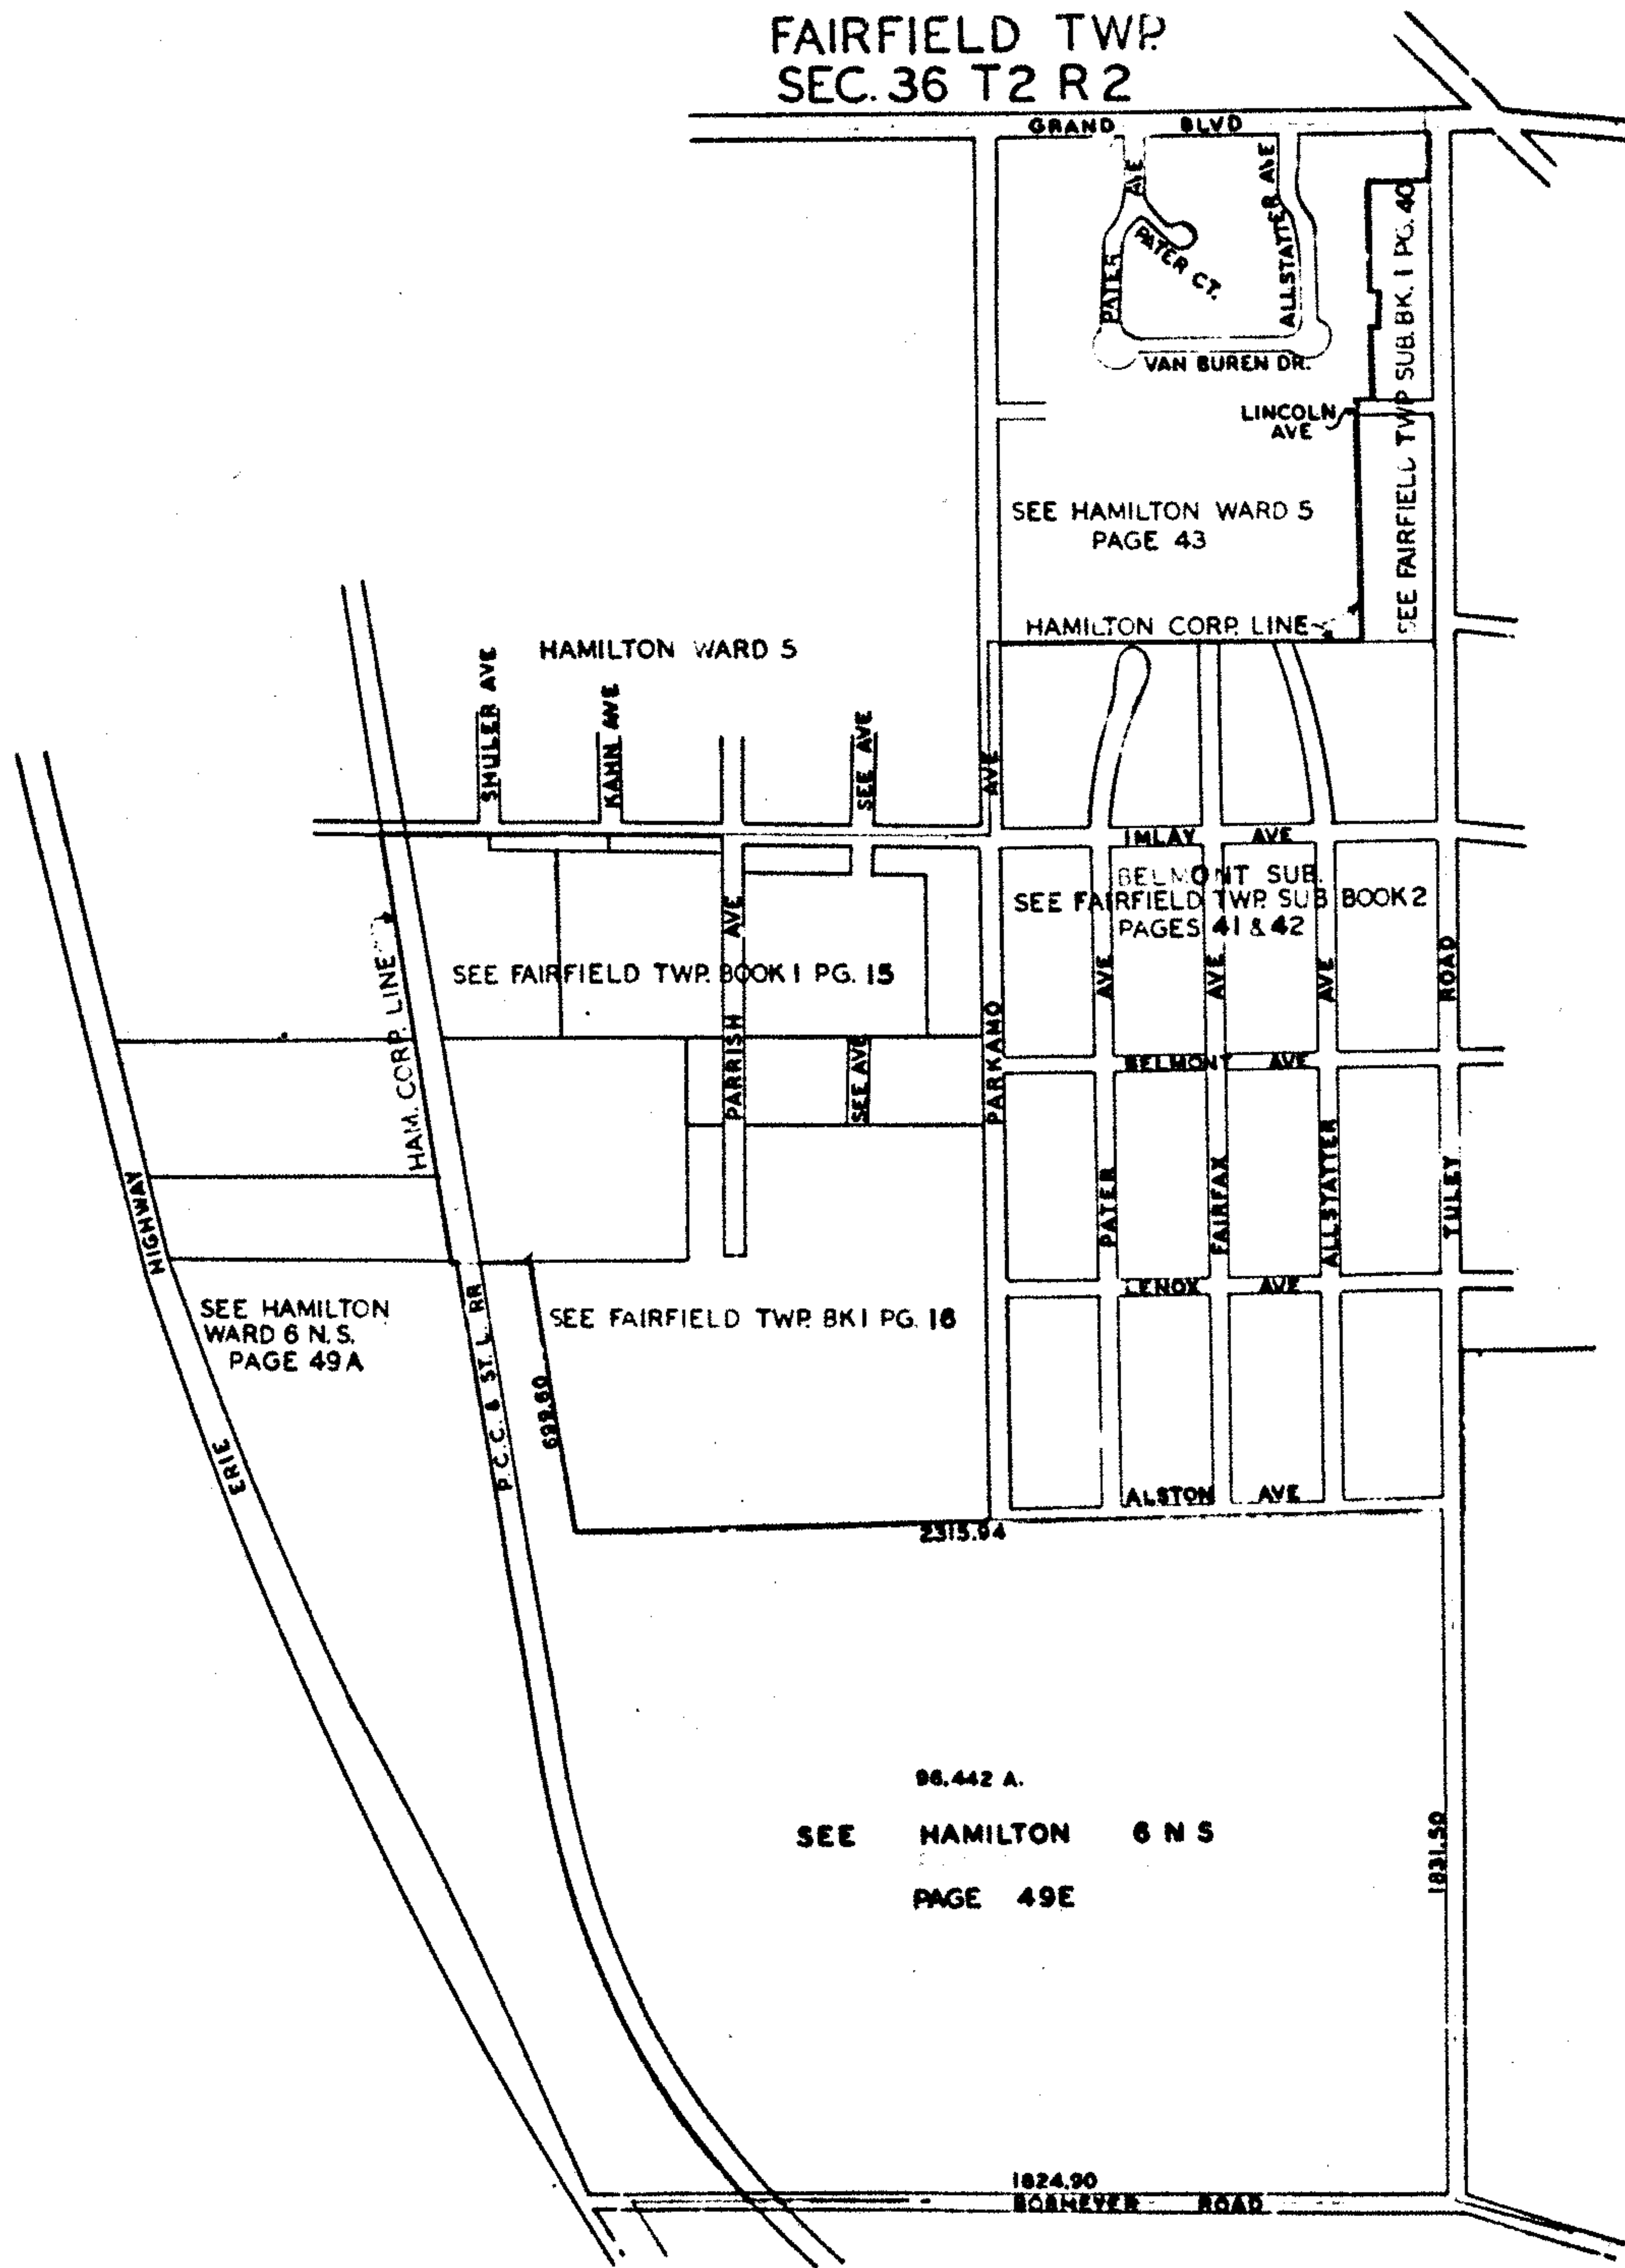 FAIRFIELD TWP.
SEC. 36 T2 R2
GRAND BLVD
PATER AVE
PATER CT.
ALLSTATTER AVE
VAN BUREN DR.
LINCOLN
AVE
SEE FAIRFIELD TWP SUB. BK. 1 PG. 40
SEE HAMILTON WARD 5
PAGE 43
HAMILTON CORP. LINE
HAMILTON WARD 5
SHULER AVE
KAHN AVE
SEE AVE
PARKAMO AVE
IMLAY AVE
BELMONT SUB.
SEE FAIRFIELD TWP. SUB BOOK 2
PAGES 41 & 42
HAM. CORP. LINE
SEE FAIRFIELD TWP. BOOK 1 PG. 15
PARRISH AVE
SEE AVE
BELMONT AVE
PATER AVE
FAIRFAX AVE
ALLSTATTER AVE
TULEY ROAD
LENOX AVE
ERIE HIGHWAY
SEE HAMILTON
WARD 6 N.S.
PAGE 49A
P.C.C. & ST. L. RR
699.60
SEE FAIRFIELD TWP. BK 1 PG. 16
ALSTON AVE
2315.94
96.442 A.
SEE HAMILTON 6 N S
PAGE 49E
1831.50
1824.90
BOBMEYER ROAD